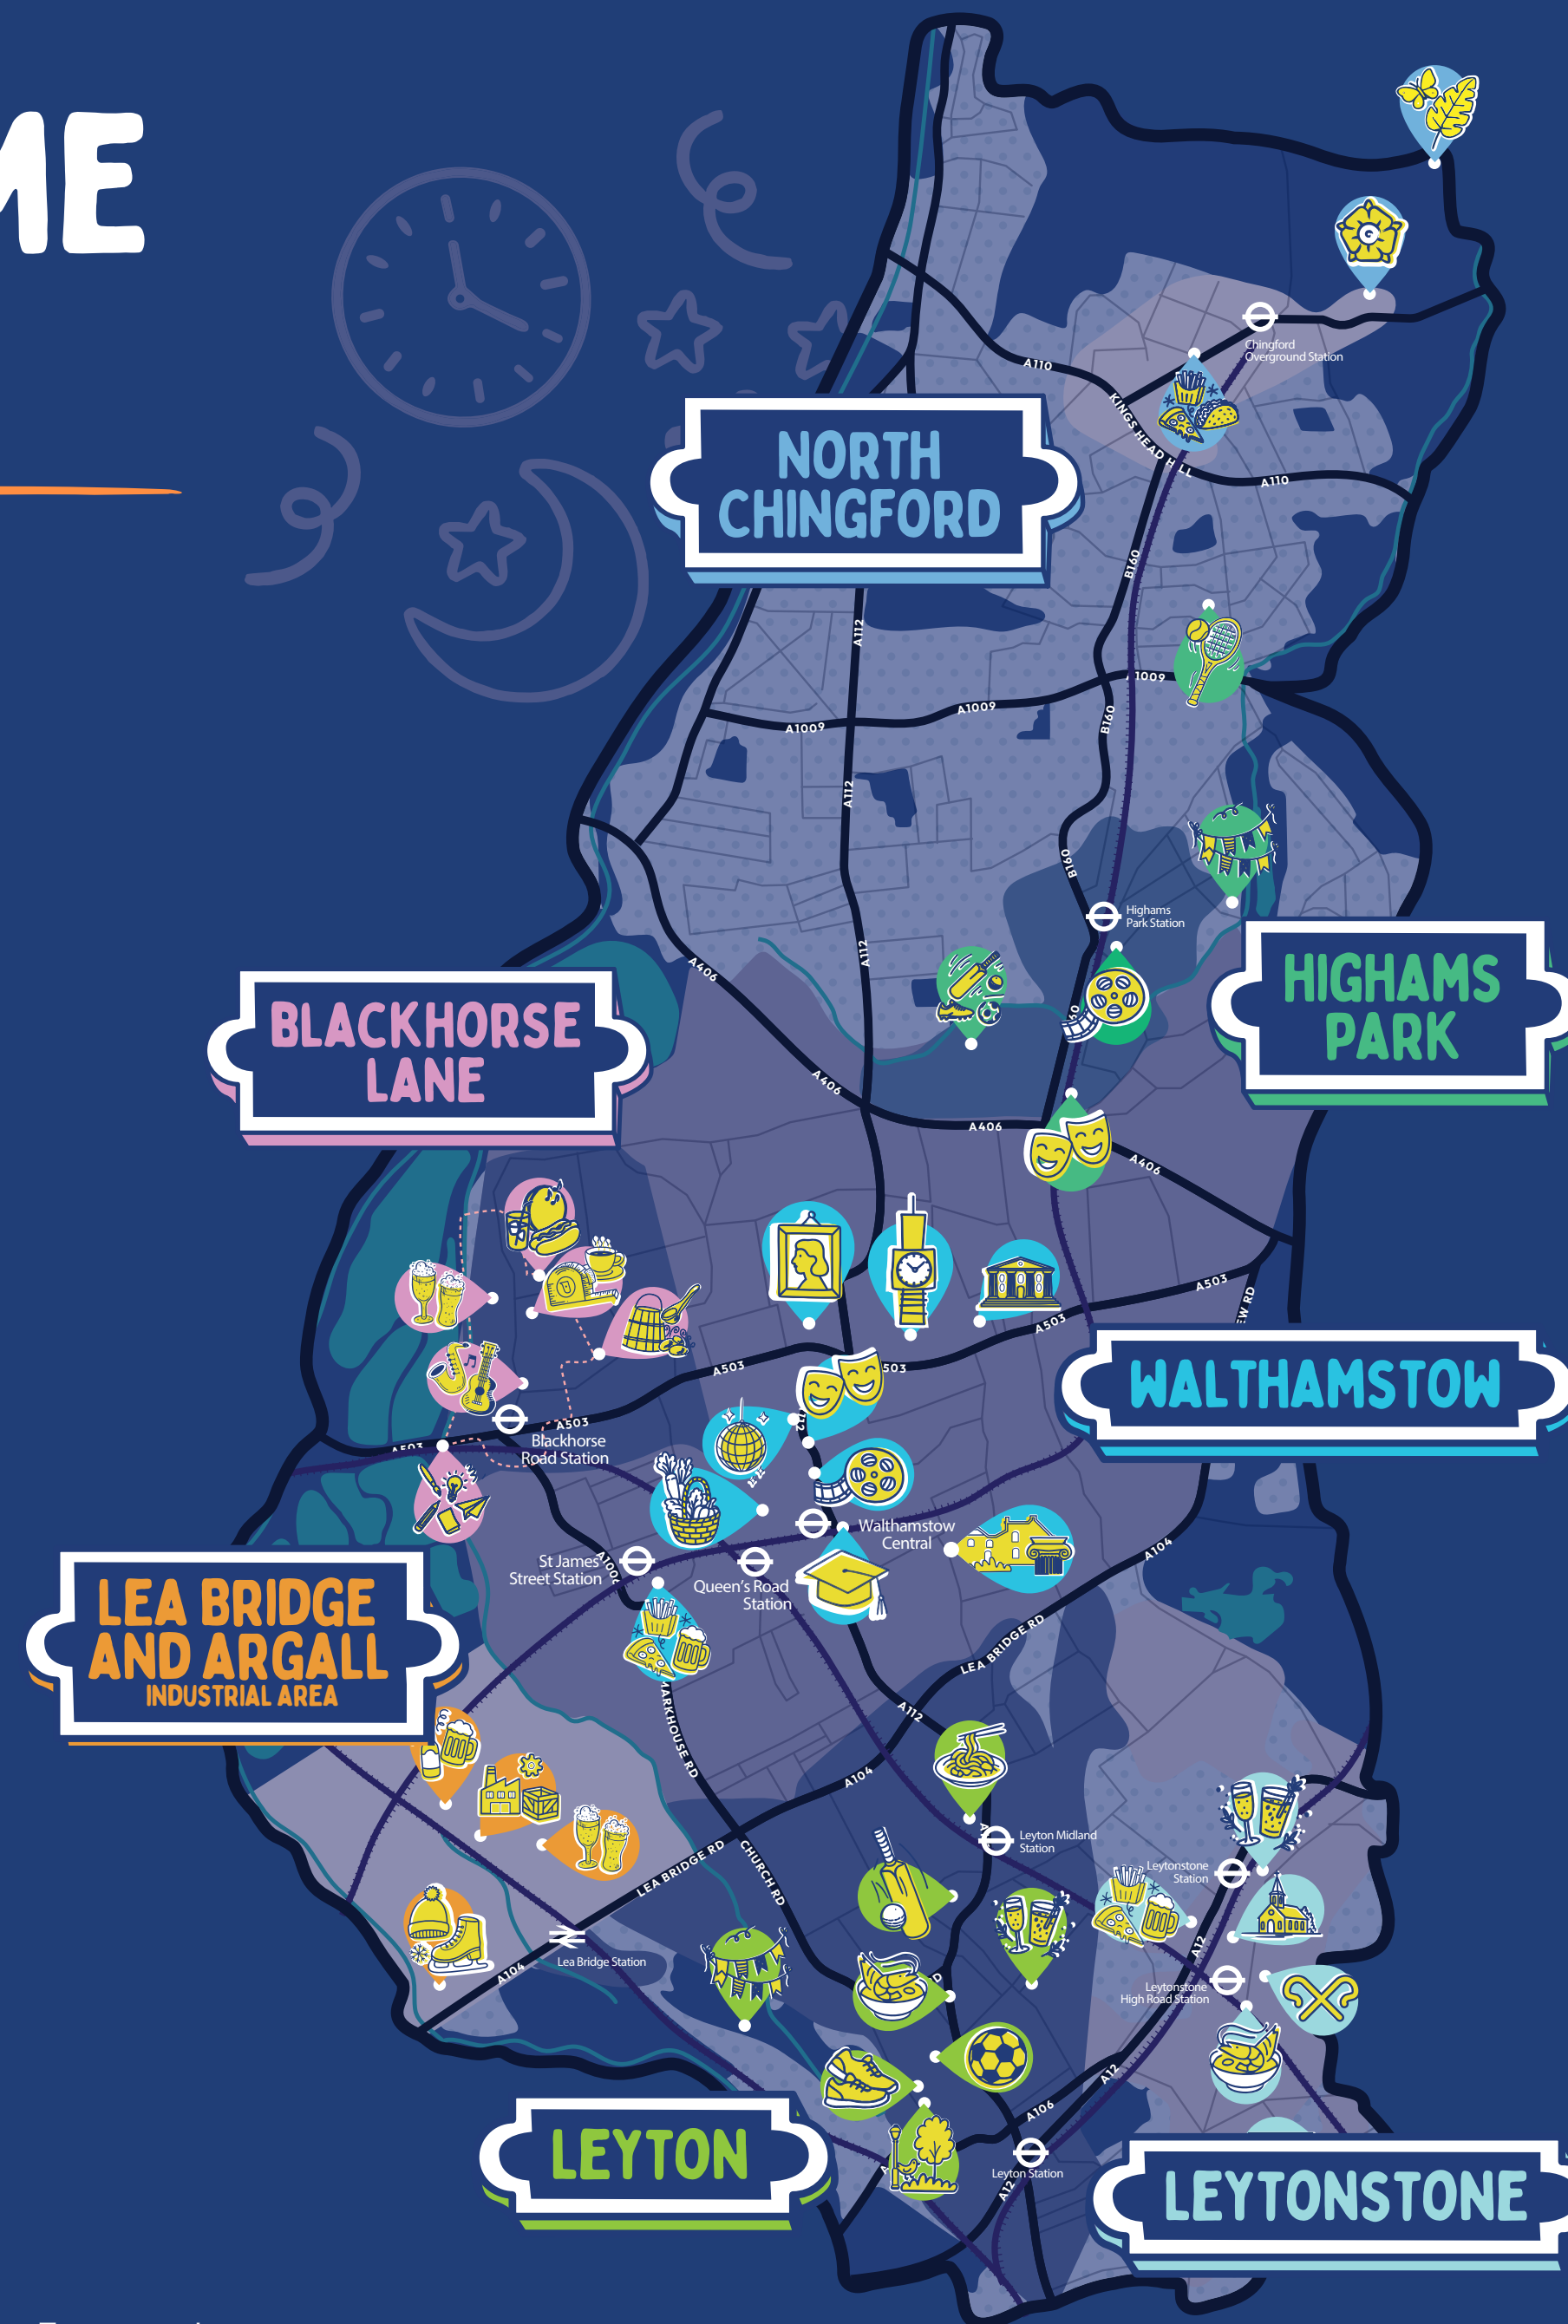 ME
Chingford
Overground Station
A110
KINGS HEAD HILL
A110
NORTH
CHINGFORD
B160
A112
A1009
A1009
A1009
B160
A112
B160
Highams
Park Station
A112
A406
HIGHAMS
PARK
BLACKHORSE
LANE
A406
A406
A406
A503
A503
A503
A503
WALTHAMSTOW
A503
A503
Blackhorse
Road Station
Walthamstow
Central
St James
Street Station
Queen's Road
Station
A104
LEA BRIDGE
AND ARGALL
INDUSTRIAL AREA
LEA BRIDGE RD
MARKHOUSE RD
A112
A104
Leyton Midland
Station
LEA BRIDGE RD
CHURCH RD
Leytonstone
Station
A12
Lea Bridge Station
A104
Leytonstone
High Road Station
A12
A106
LEYTON
Leyton Station
A12
LEYTONSTONE